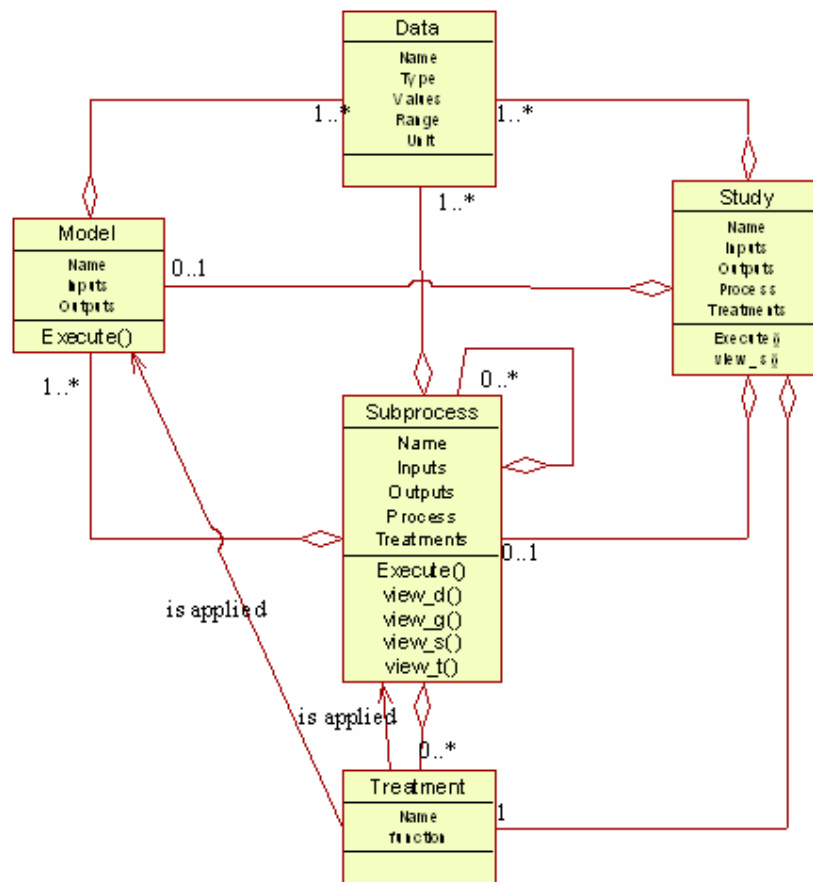 Data
Name
Type
Values
Range
Unit
1..*
1..*
1..*
Study
Name
Inputs
Outputs
Process
Treatments
Execute()
view_s()
Model
Name
Inputs
Outputs
Execute()
0..1
1..*
0..*
Subprocess
Name
Inputs
Outputs
Process
Treatments
Execute()
view_d()
view_g()
view_s()
view_t()
0..1
is applied
is applied
0..*
Treatment
Name
function
1